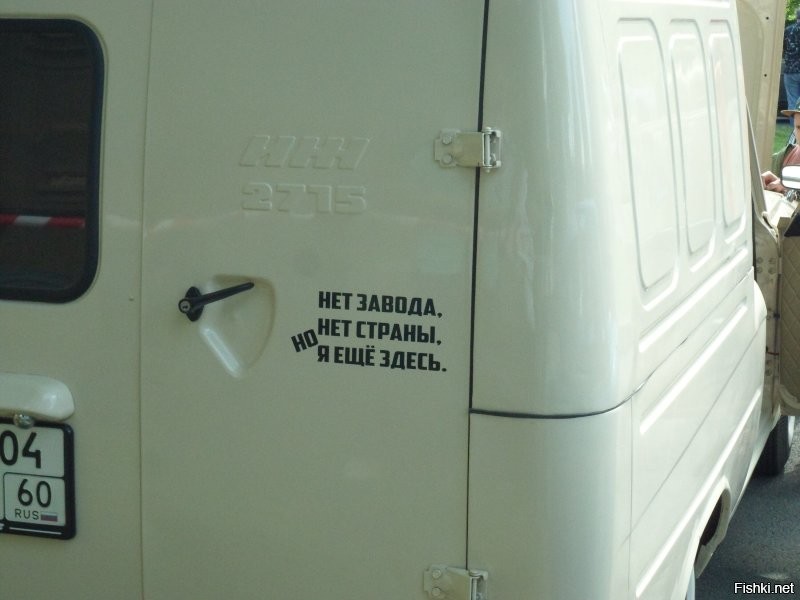 ИЖ
2715
НЕТ ЗАВОДА,
НЕТ СТРАНЫ,
НО
Я ЕЩЁ ЗДЕСЬ.
04
60
RUS
Fishki.net